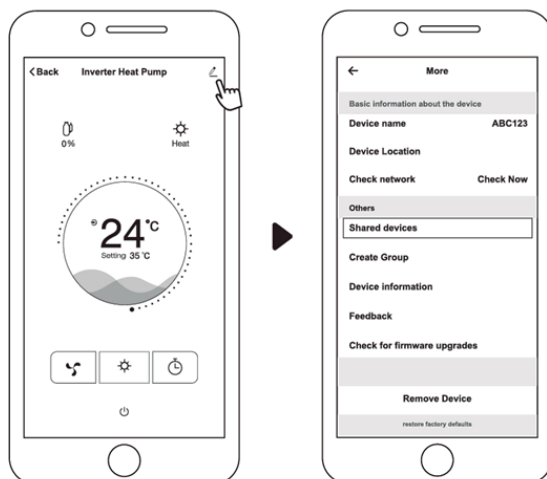 < Back Inverter Heat Pump
0%
Heat
24°C
Setting 35 °C
More
Basic information about the device
Device name ABC123
Device Location
Check network Check Now
Others
Shared devices
Create Group
Device information
Feedback
Check for firmware upgrades
Remove Device
restore factory defaults